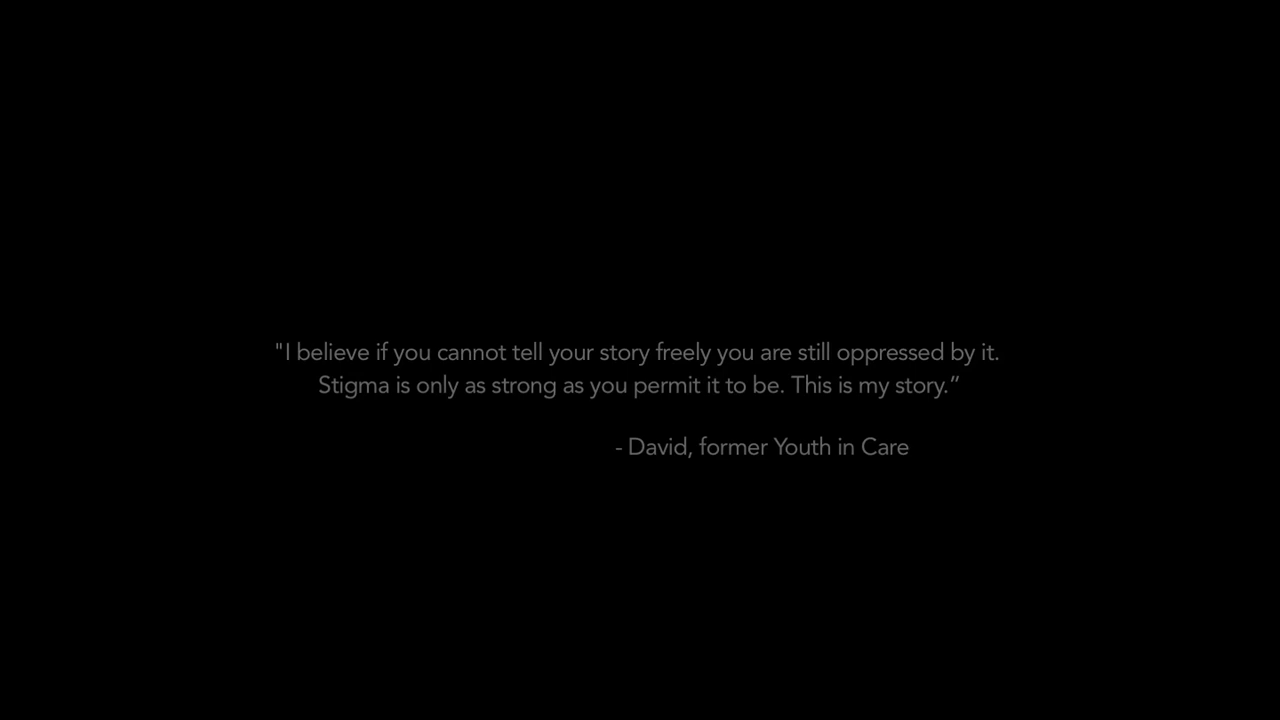 "I believe if you cannot tell your story freely you are still oppressed by it.
Stigma is only as strong as you permit it to be. This is my story.”
- David, former Youth in Care